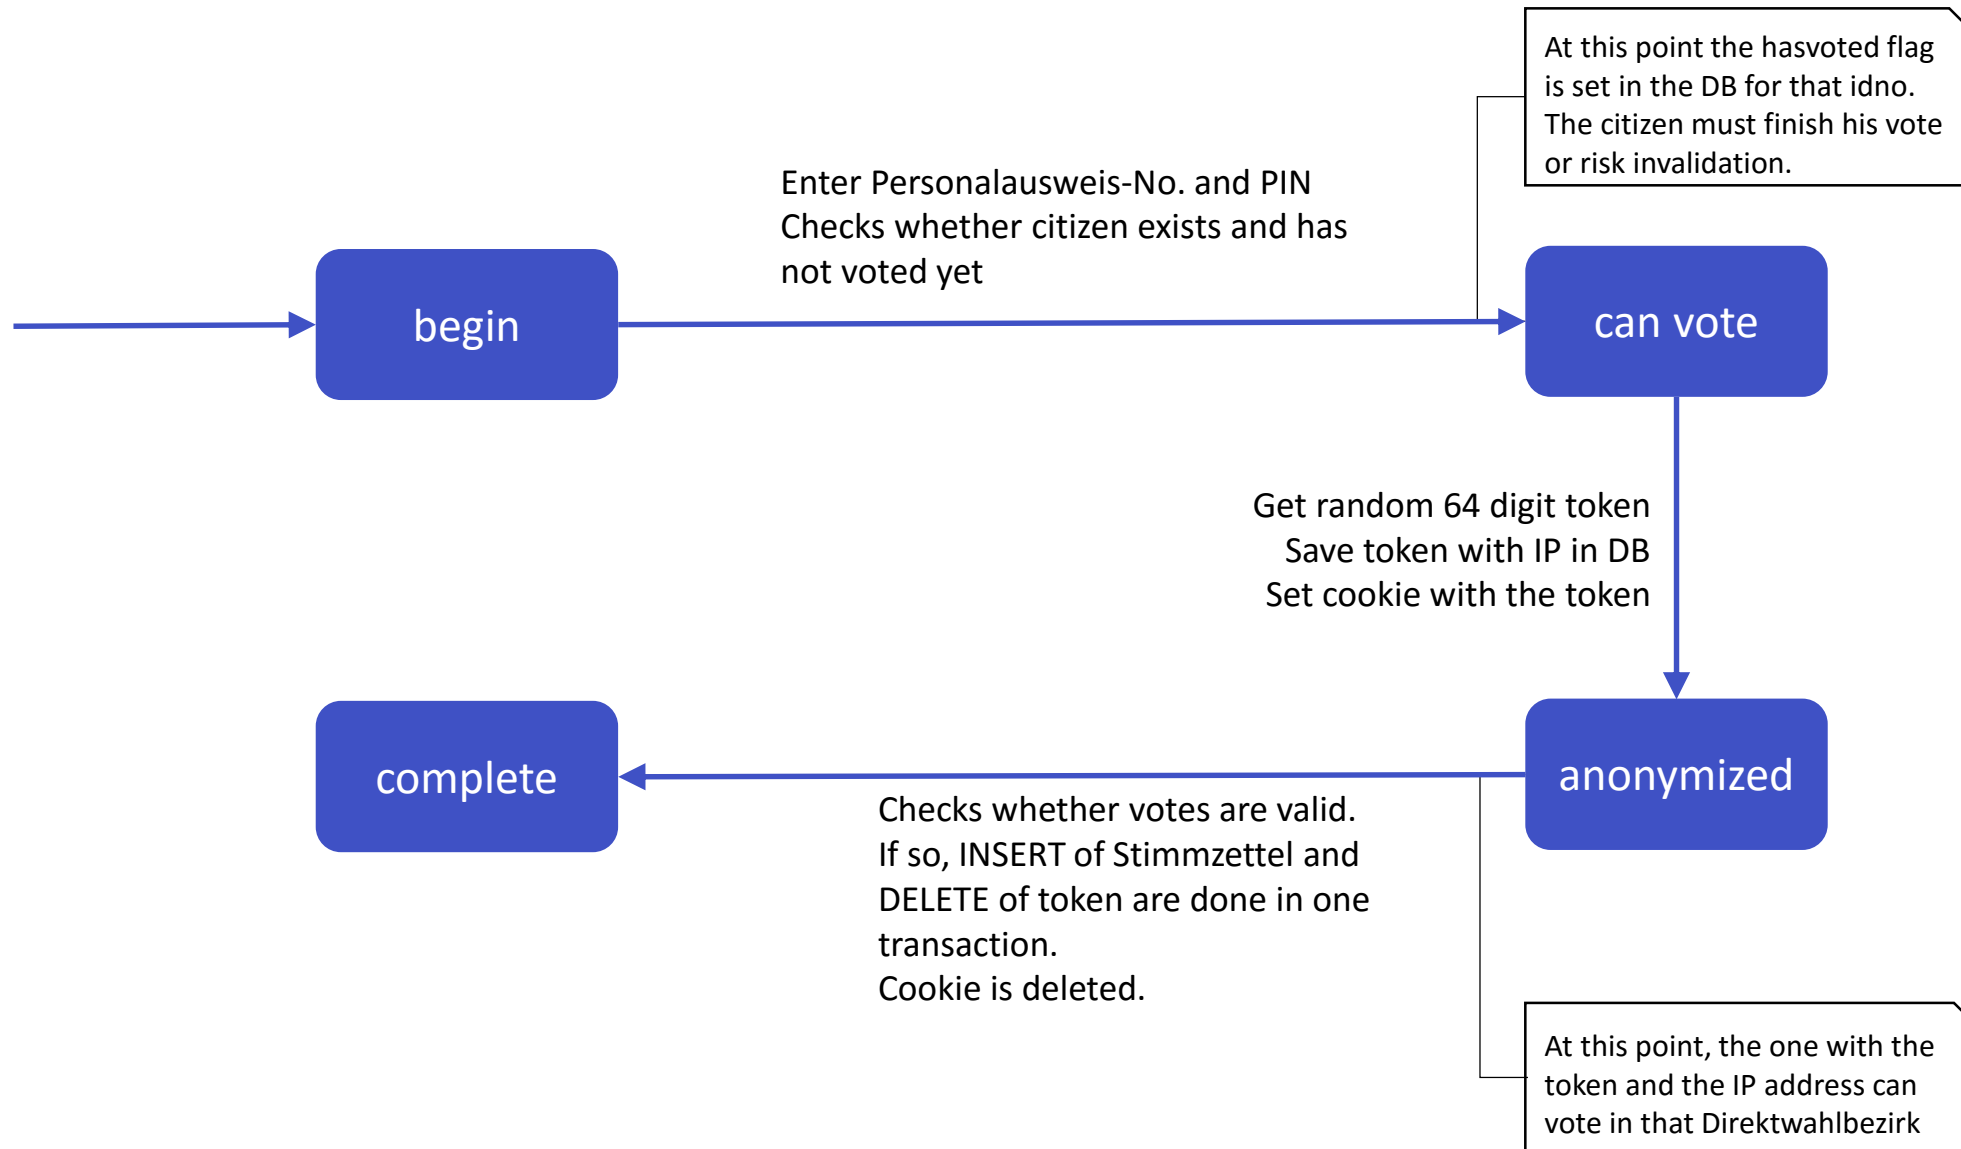 At this point the hasvoted flag
is set in the DB for that idno.
The citizen must finish his vote
or risk invalidation.
Enter Personalausweis-No. and PIN
Checks whether citizen exists and has
not voted yet
begin
can vote
Get random 64 digit token
Save token with IP in DB
Set cookie with the token
complete
anonymized
Checks whether votes are valid.
If so, INSERT of Stimmzettel and
DELETE of token are done in one
transaction.
Cookie is deleted.
At this point, the one with the
token and the IP address can
vote in that Direktwahlbezirk